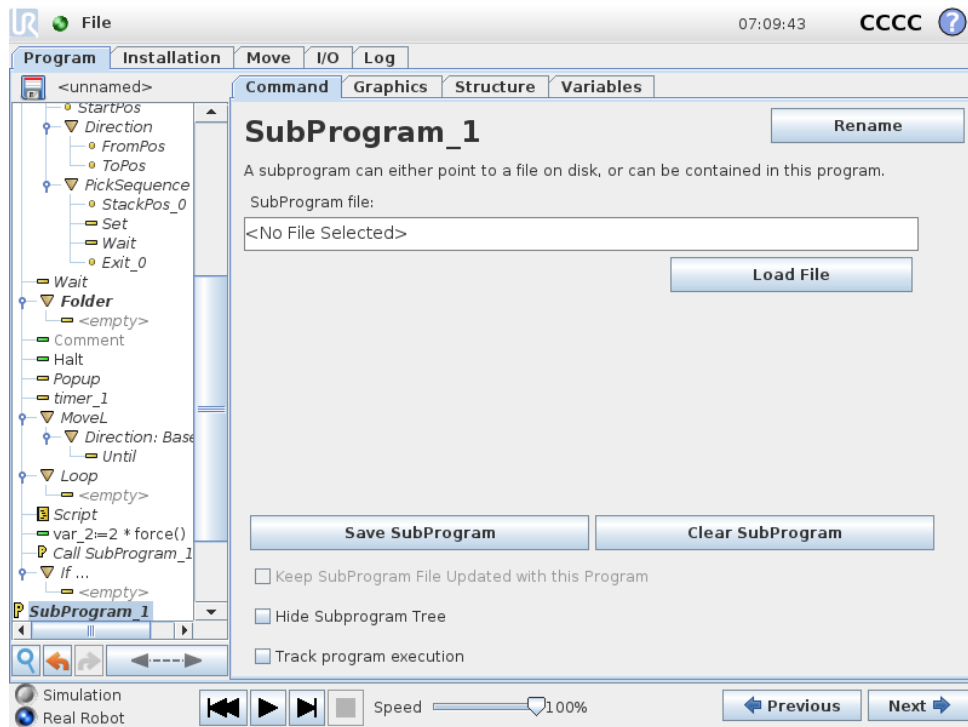 UR File 07:09:43 CCCC ?
Program Installation Move I/O Log
<unnamed> Command Graphics Structure Variables
StartPos
Direction
FromPos
ToPos
PickSequence
StackPos_0
Set
Wait
Exit_0
Wait
Folder
<empty>
Comment
Halt
Popup
timer_1
MoveL
Direction: Base
Until
Loop
<empty>
Script
var_2:=2 * force()
Call SubProgram_1
If ...
<empty>
SubProgram_1
SubProgram_1 Rename
A subprogram can either point to a file on disk, or can be contained in this program.
SubProgram file:
<No File Selected>
Load File
Save SubProgram Clear SubProgram
Keep SubProgram File Updated with this Program
Hide Subprogram Tree
Track program execution
Simulation
Real Robot
Speed 100% Previous Next